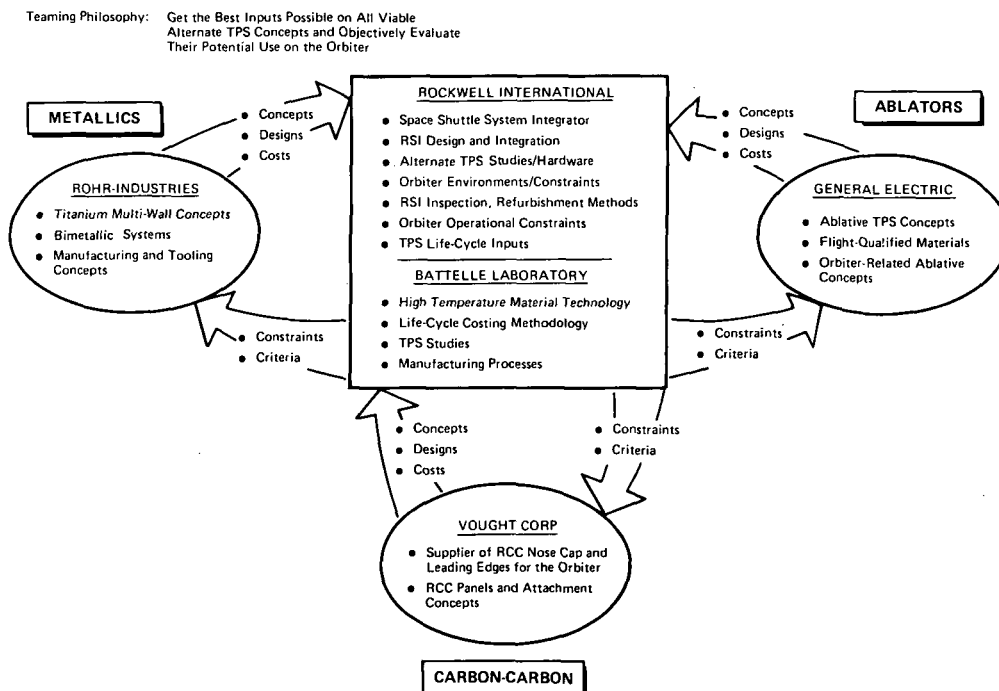 Teaming Philosophy: Get the Best Inputs Possible on All Viable
Alternate TPS Concepts and Objectively Evaluate
Their Potential Use on the Orbiter
METALLICS
• Concepts
• Designs
• Costs
ROHR-INDUSTRIES
• Titanium Multi-Wall Concepts
• Bimetallic Systems
• Manufacturing and Tooling
Concepts
• Constraints
• Criteria
ROCKWELL INTERNATIONAL
• Space Shuttle System Integrator
• RSI Design and Integration
• Alternate TPS Studies/Hardware
• Orbiter Environments/Constraints
• RSI Inspection, Refurbishment Methods
• Orbiter Operational Constraints
• TPS Life-Cycle Inputs
BATTELLE LABORATORY
• High Temperature Material Technology
• Life-Cycle Costing Methodology
• TPS Studies
• Manufacturing Processes
ABLATORS
• Concepts
• Designs
• Costs
GENERAL ELECTRIC
• Ablative TPS Concepts
• Flight-Qualified Materials
• Orbiter-Related Ablative
Concepts
• Constraints
• Criteria
• Concepts
• Designs
• Costs
• Constraints
• Criteria
VOUGHT CORP
• Supplier of RCC Nose Cap and
Leading Edges for the Orbiter
• RCC Panels and Attachment
Concepts
CARBON-CARBON